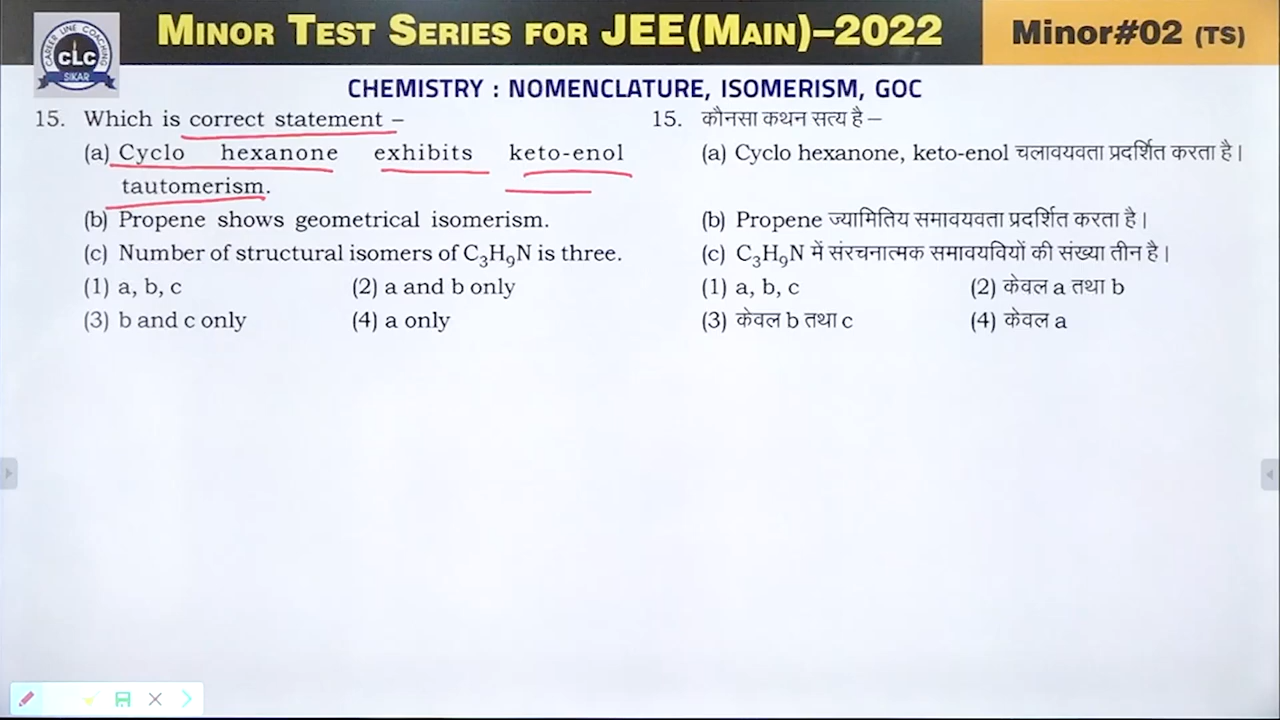 MINOR TEST SERIES FOR JEE(MAIN)–2022
Minor#02 (TS)
CAREER LINE COACHING
CLC
SIKAR
CHEMISTRY : NOMENCLATURE, ISOMERISM, GOC
15. Which is correct statement –
(a) Cyclo hexanone exhibits keto-enol
tautomerism.
(b) Propene shows geometrical isomerism.
(c) Number of structural isomers of C₃H₉N is three.
(1) a, b, c (2) a and b only
(3) b and c only (4) a only
15. कौनसा कथन सत्य है –
(a) Cyclo hexanone, keto-enol चलावयवता प्रदर्शित करता है।
(b) Propene ज्यामितिय समावयवता प्रदर्शित करता है।
(c) C₃H₉N में संरचनात्मक समावयवियों की संख्या तीन है।
(1) a, b, c (2) केवल a तथा b
(3) केवल b तथा c (4) केवल a